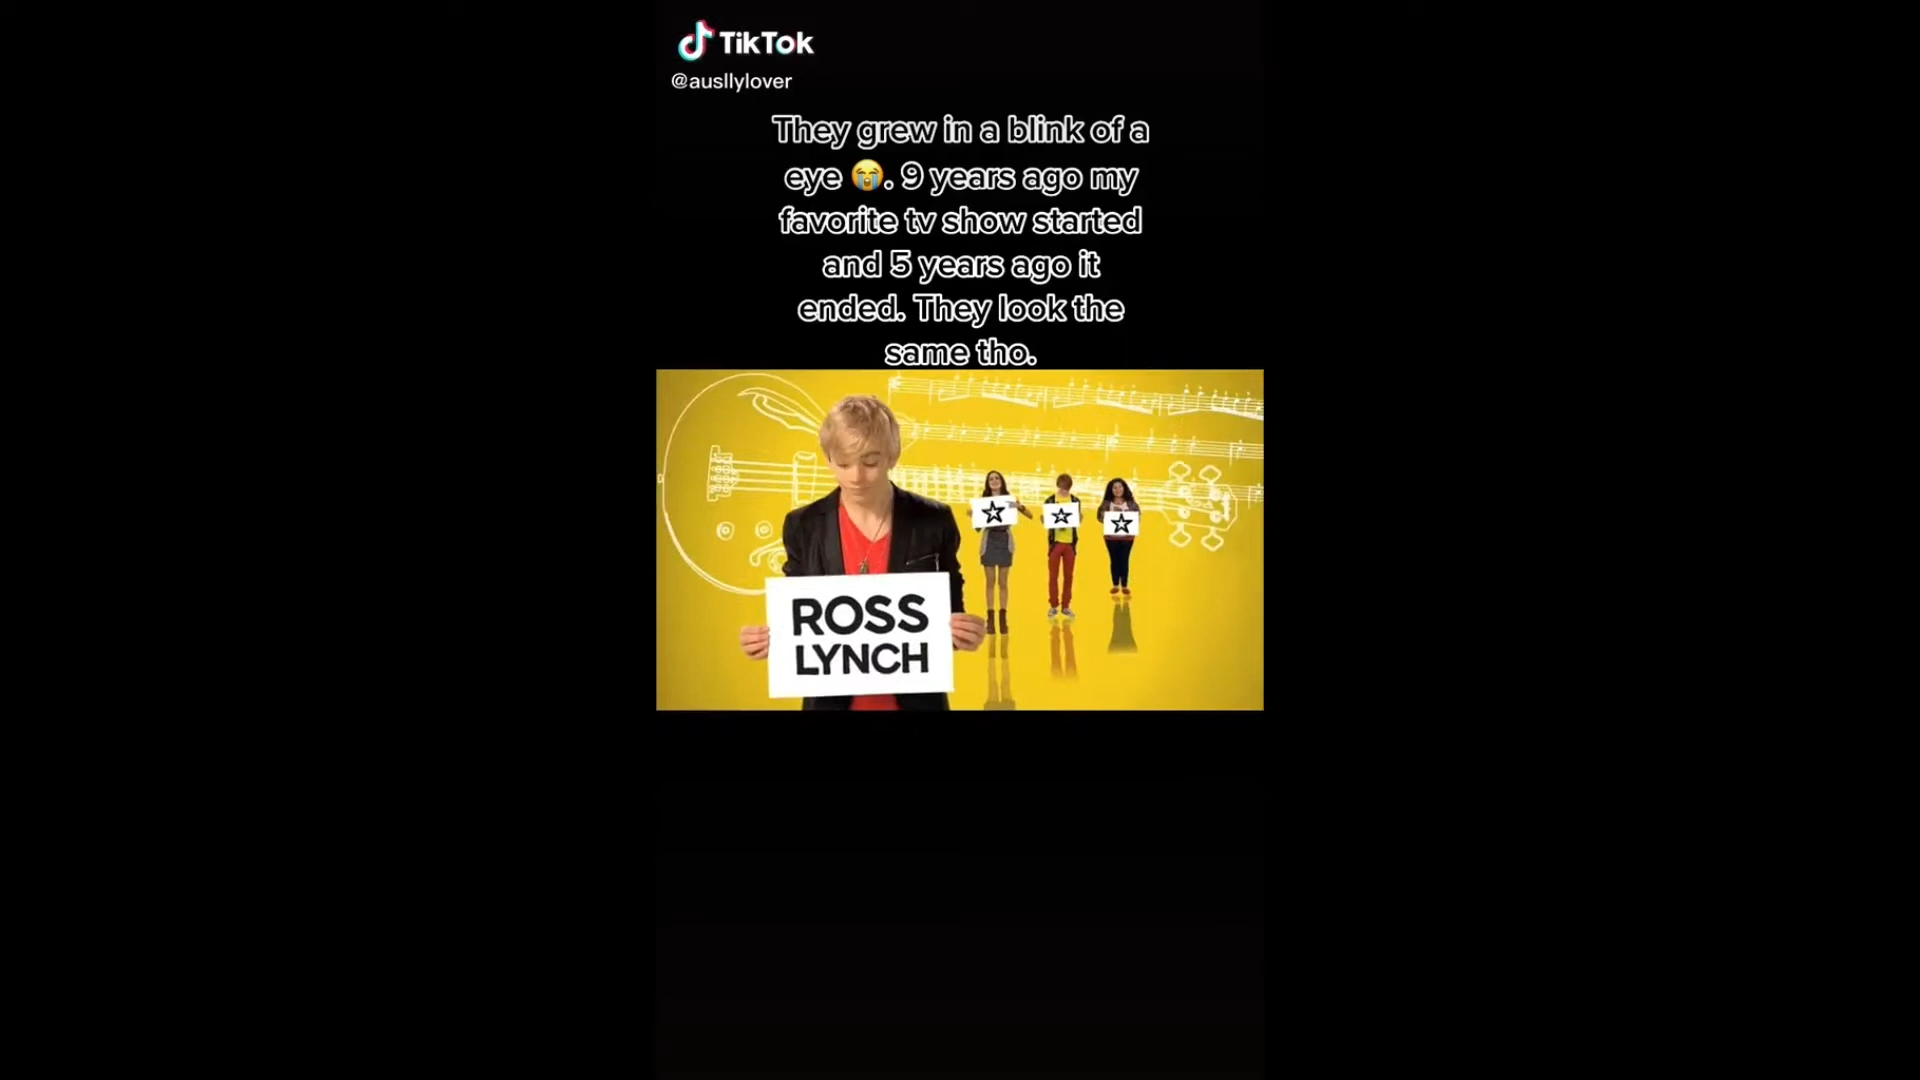 TikTok
@ausllylover
They grew in a blink of a
eye 😭. 9 years ago my
favorite tv show started
and 5 years ago it
ended. They look the
same tho.
ROSS
LYNCH